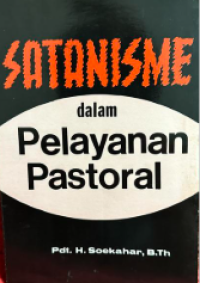 SATANISME
dalam
Pelayanan
Pastoral
Pdt. H. Soekahar, B.Th